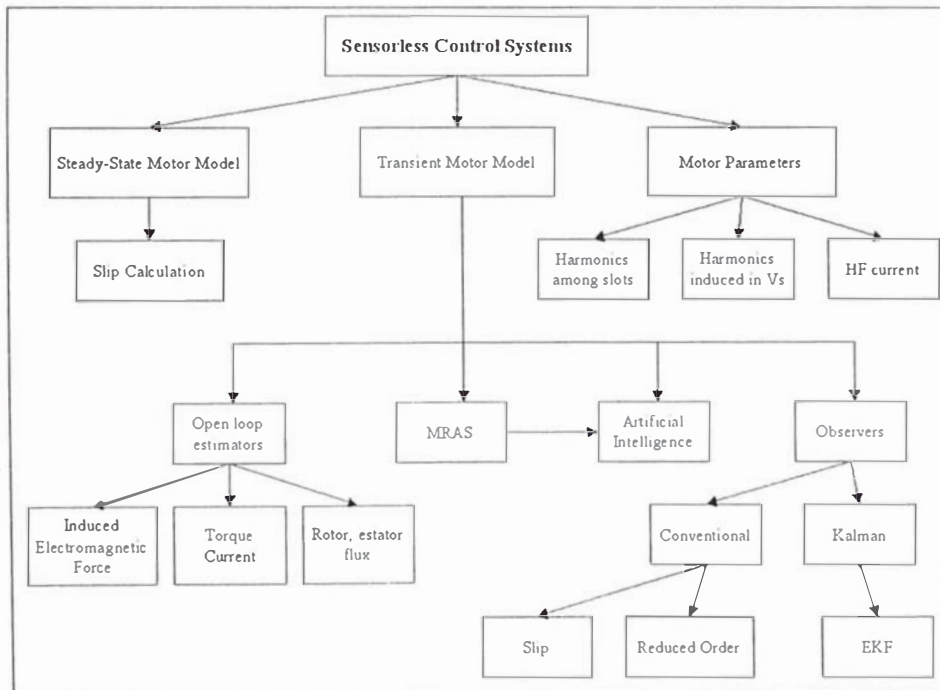 Sensorless Control Systems
Steady-State Motor Model
Transient Motor Model
Motor Parameters
Slip Calculation
Harmonics
among slots
Harmonics
induced in Vs
HF current
Open loop
estimators
MRAS
Artificial
Intelligence
Observers
Induced
Electromagnetic
Force
Torque
Current
Rotor, estator
flux
Conventional
Kalman
Slip
Reduced Order
EKF